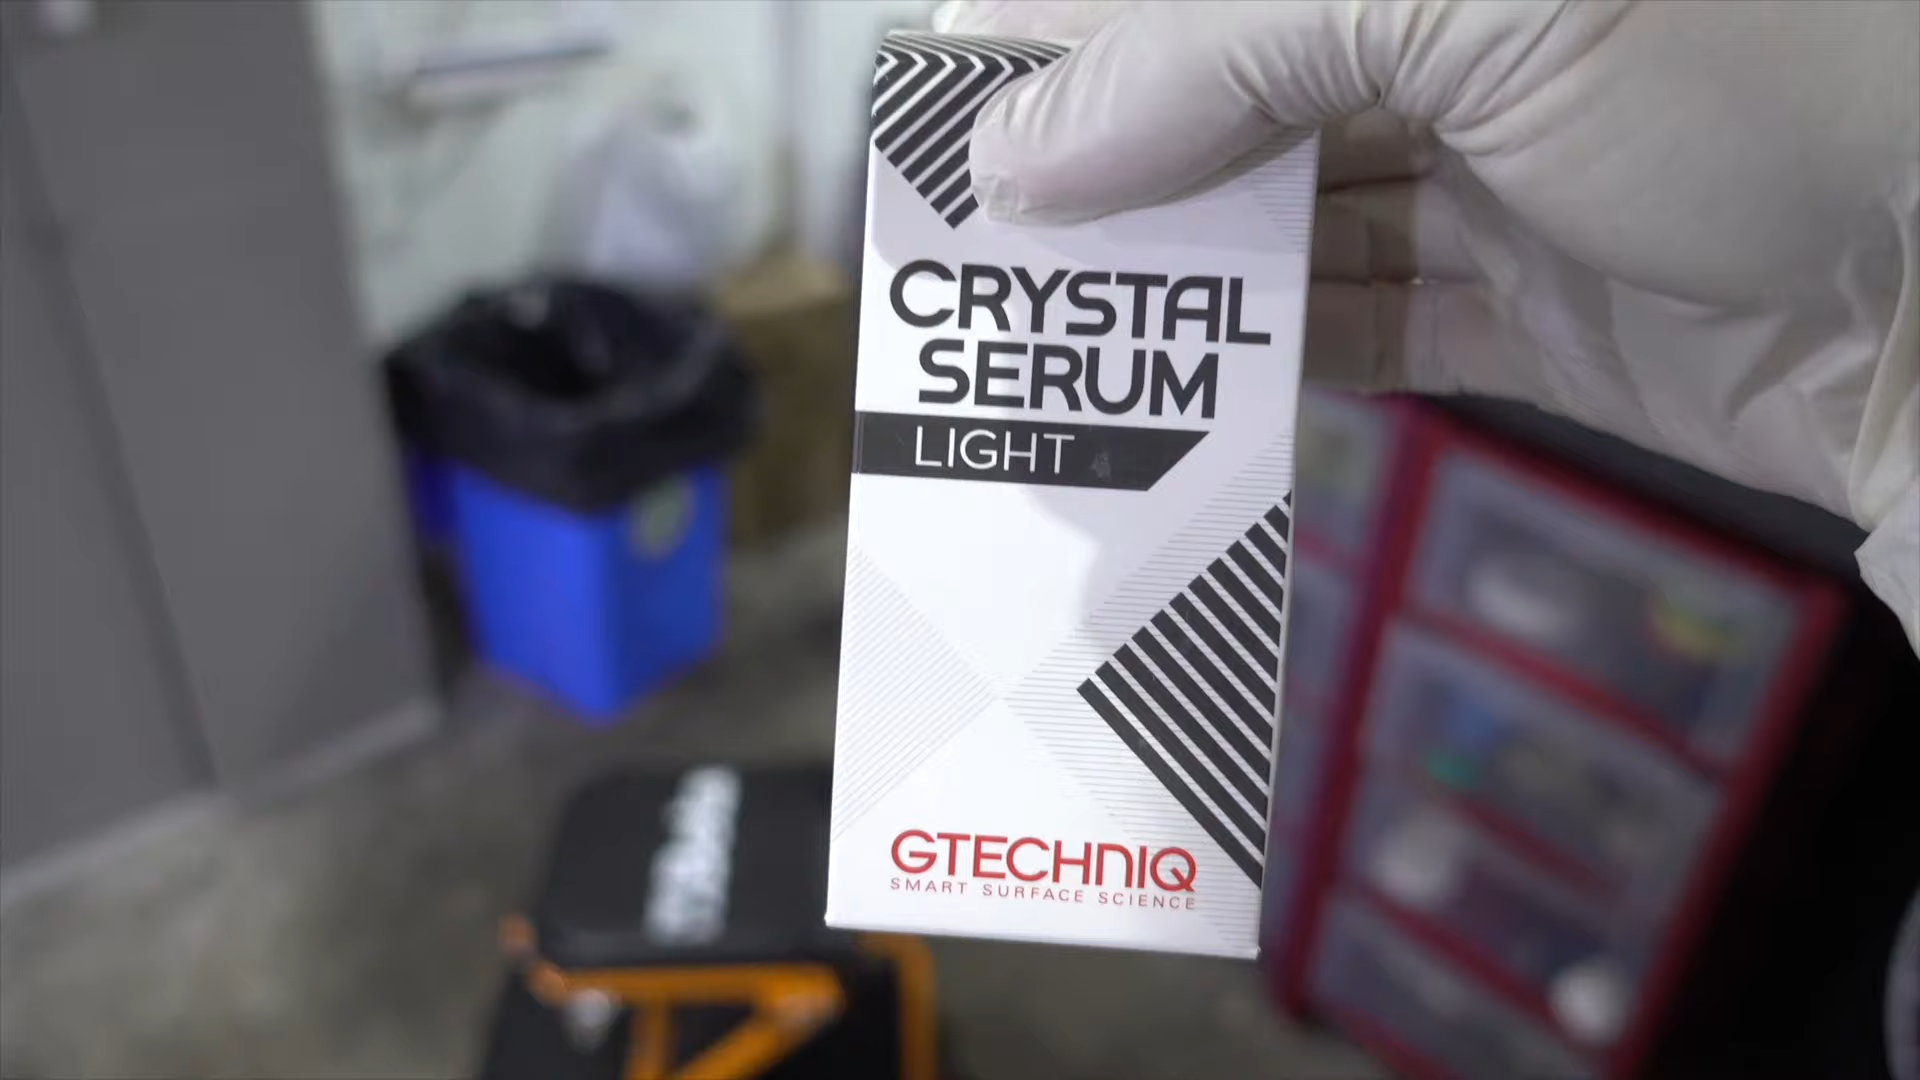 CRYSTAL
SERUM
LIGHT
GTECHNIQ
SMART SURFACE SCIENCE